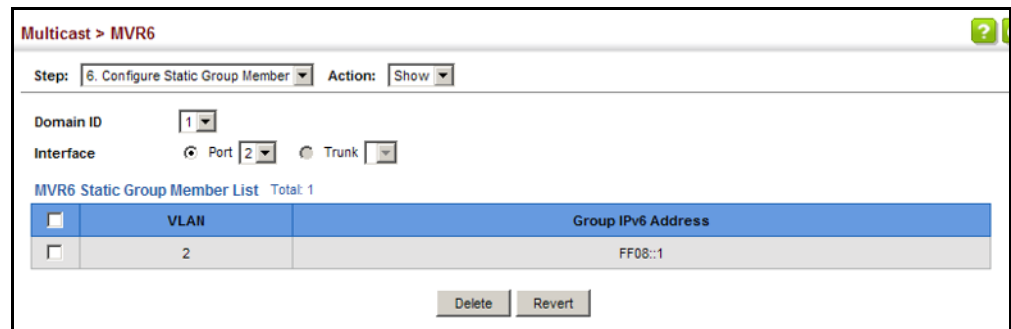 Multicast > MVR6
?
Step: 6. Configure Static Group Member Action: Show
Domain ID 1
Interface Port 2 Trunk
MVR6 Static Group Member List Total: 1
VLAN Group IPv6 Address
2 FF08::1
Delete Revert